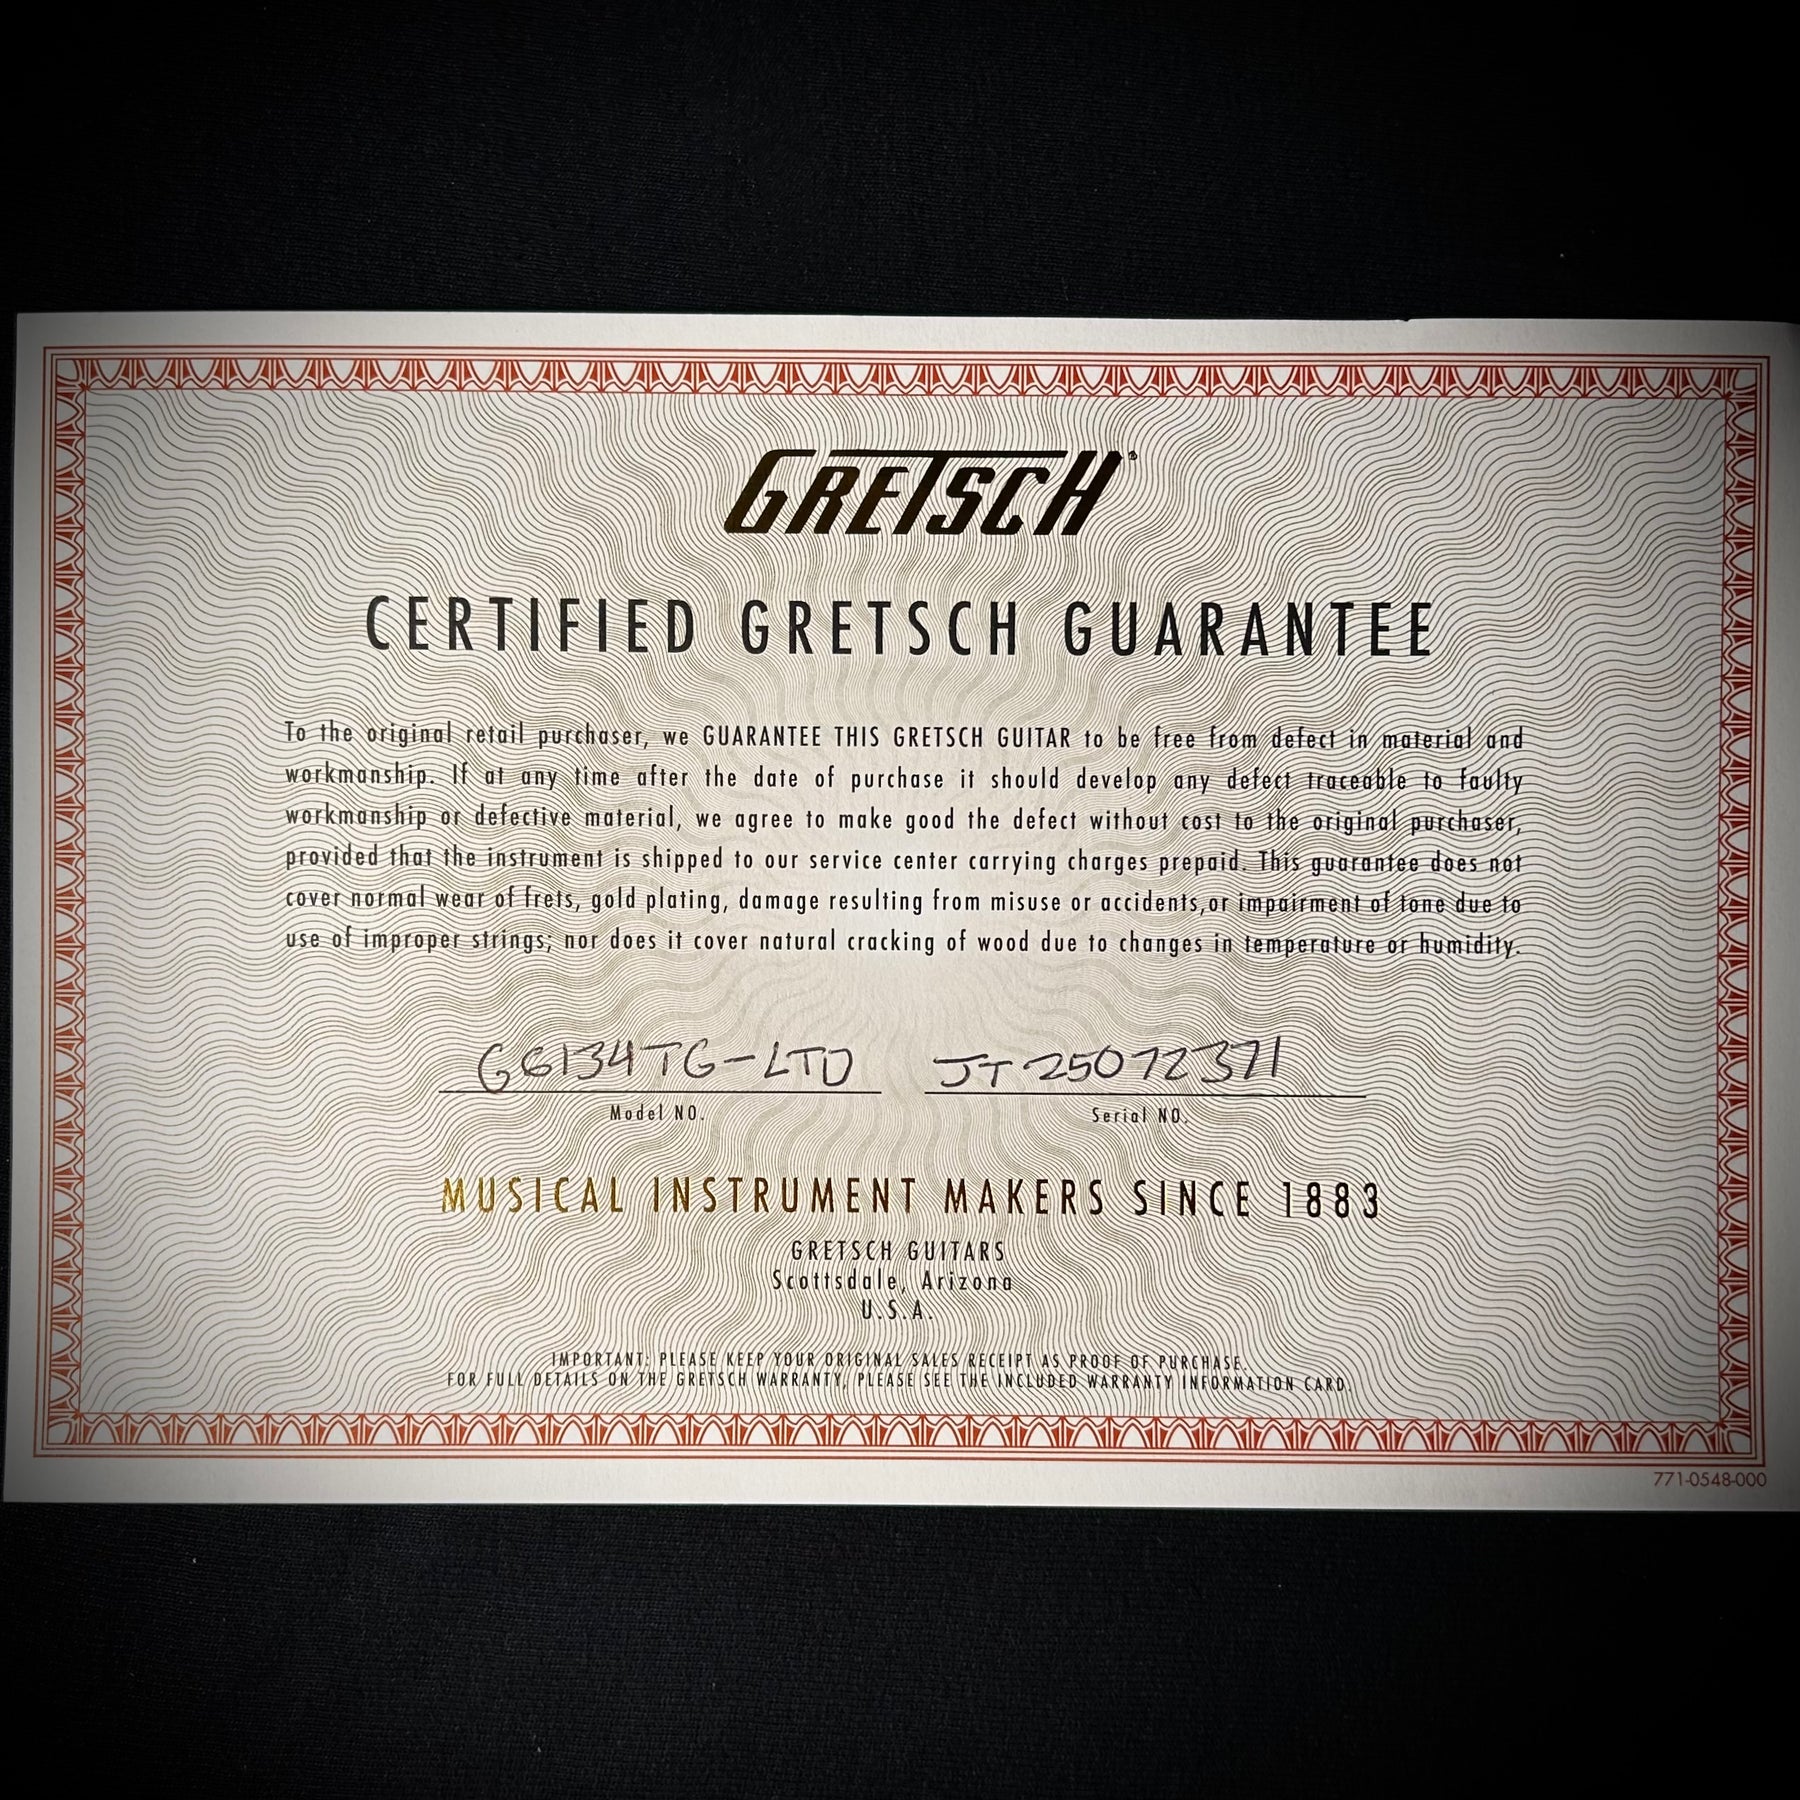 GRETSCH®
CERTIFIED GRETSCH GUARANTEE
To the original retail purchaser, we GUARANTEE THIS GRETSCH GUITAR to be free from defect in material and
workmanship. If at any time after the date of purchase it should develop any defect traceable to faulty
workmanship or defective material, we agree to make good the defect without cost to the original purchaser,
provided that the instrument is shipped to our service center carrying charges prepaid. This guarantee does not
cover normal wear of frets, gold plating, damage resulting from misuse or accidents,or impairment of tone due to
use of improper strings; nor does it cover natural cracking of wood due to changes in temperature or humidity.
G6134TG-LTD JT25072371
Model NO. Serial NO.
MUSICAL INSTRUMENT MAKERS SINCE 1883
GRETSCH GUITARS
Scottsdale, Arizona
U.S.A.
IMPORTANT: PLEASE KEEP YOUR ORIGINAL SALES RECEIPT AS PROOF OF PURCHASE.
FOR FULL DETAILS ON THE GRETSCH WARRANTY, PLEASE SEE THE INCLUDED WARRANTY INFORMATION CARD.
771-0548-000